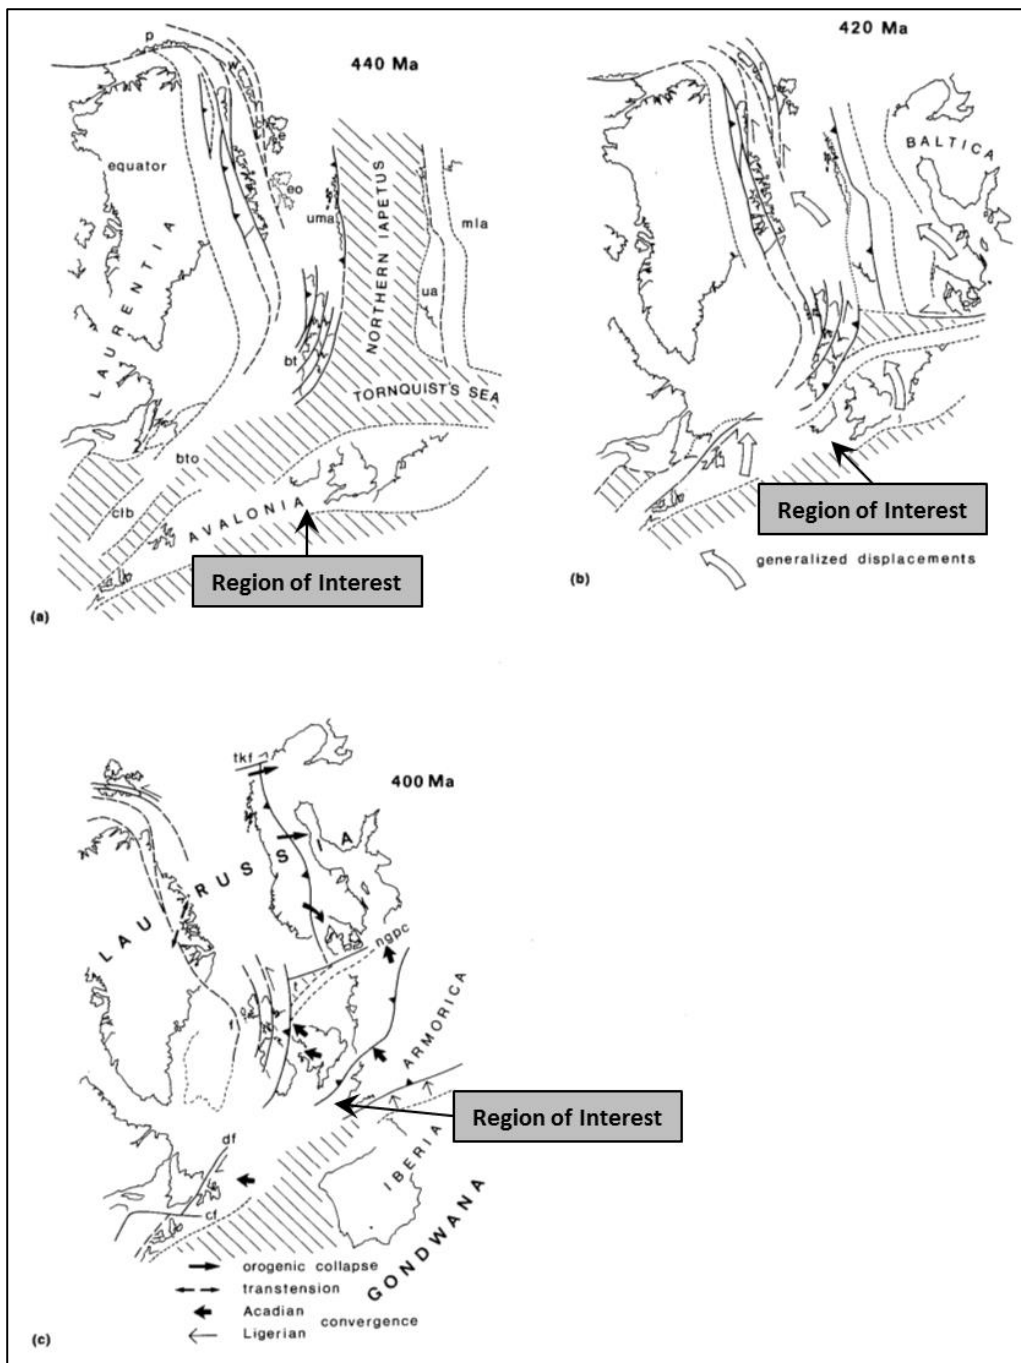 p
440 Ma
w
e
equator
eo
uma
NORTHERN IAPETUS
mla
ua
LAURENTIA
bt
TORNQUIST'S SEA
bto
clb
AVALONIA
Region of Interest
(a)
420 Ma
BALTICA
Region of Interest
generalized displacements
(b)
tkf
400 Ma
LAURUSSIA
ngpc
t
f
ARMORICA
Region of Interest
df
IBERIA
cf
GONDWANA
orogenic collapse
transtension
Acadian
convergence
Ligerian
(c)